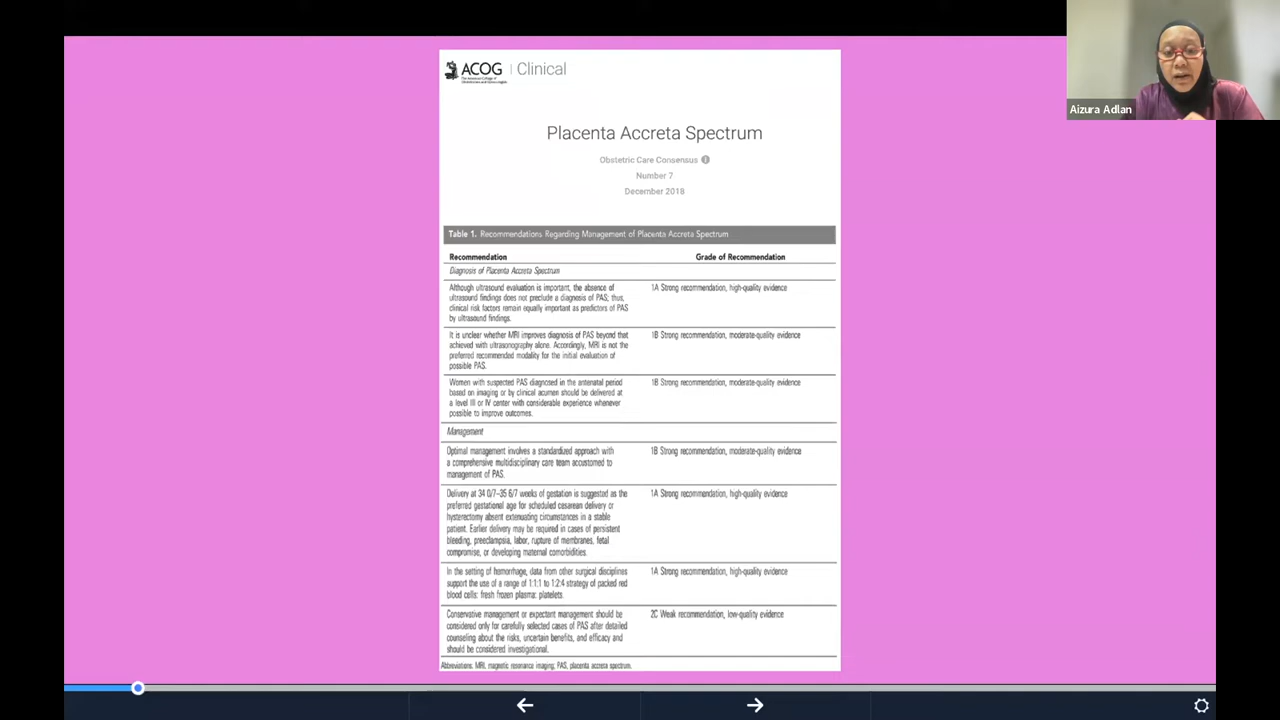 ACOG | Clinical
The American College of
Obstetricians and Gynecologists
Aizura Adlan
Placenta Accreta Spectrum
Obstetric Care Consensus
Number 7
December 2018
Table 1. Recommendations Regarding Management of Placenta Accreta Spectrum
Recommendation Grade of Recommendation
Diagnosis of Placenta Accreta Spectrum
Although ultrasound evaluation is important, the absence of 1A Strong recommendation, high-quality evidence
ultrasound findings does not preclude a diagnosis of PAS; thus,
clinical risk factors remain equally important as predictors of PAS
by ultrasound findings.
It is unclear whether MRI improves diagnosis of PAS beyond that 1B Strong recommendation, moderate-quality evidence
achieved with ultrasonography alone. Accordingly, MRI is not the
preferred recommended modality for the initial evaluation of
possible PAS.
Women with suspected PAS diagnosed in the antenatal period 1B Strong recommendation, moderate-quality evidence
based on imaging or by clinical acumen should be delivered at
a level III or IV center with considerable experience whenever
possible to improve outcomes.
Management
Optimal management involves a standardized approach with 1B Strong recommendation, moderate-quality evidence
a comprehensive multidisciplinary care team accustomed to
management of PAS.
Delivery at 34 0/7–35 6/7 weeks of gestation is suggested as the 1A Strong recommendation, high-quality evidence
preferred gestational age for scheduled cesarean delivery or
hysterectomy absent extenuating circumstances in a stable
patient. Earlier delivery may be required in cases of persistent
bleeding, preeclampsia, labor, rupture of membranes, fetal
compromise, or developing maternal comorbidities.
In the setting of hemorrhage, data from other surgical disciplines 1A Strong recommendation, high-quality evidence
support the use of a range of 1:1:1 to 1:2:4 strategy of packed red
blood cells: fresh frozen plasma: platelets.
Conservative management or expectant management should be 2C Weak recommendation, low-quality evidence
considered only for carefully selected cases of PAS after detailed
counseling about the risks, uncertain benefits, and efficacy and
should be considered investigational.
Abbreviations: MRI, magnetic resonance imaging; PAS, placenta accreta spectrum.